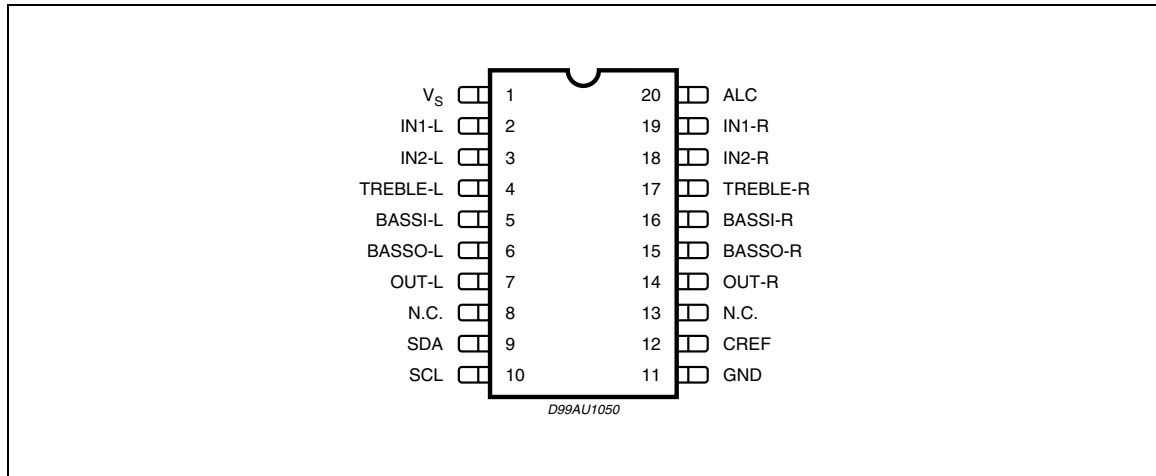 VS 1 20 ALC
IN1-L 2 19 IN1-R
IN2-L 3 18 IN2-R
TREBLE-L 4 17 TREBLE-R
BASSI-L 5 16 BASSI-R
BASSO-L 6 15 BASSO-R
OUT-L 7 14 OUT-R
N.C. 8 13 N.C.
SDA 9 12 CREF
SCL 10 11 GND
D99AU1050